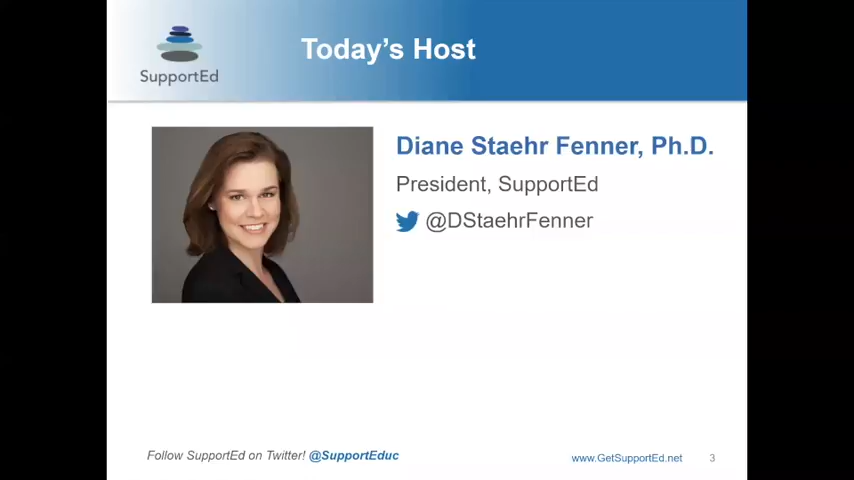 Today's Host
SupportEd
Diane Staehr Fenner, Ph.D.
President, SupportEd
@DStaehrFenner
Follow SupportEd on Twitter! @SupportEduc
www.GetSupportEd.net
3